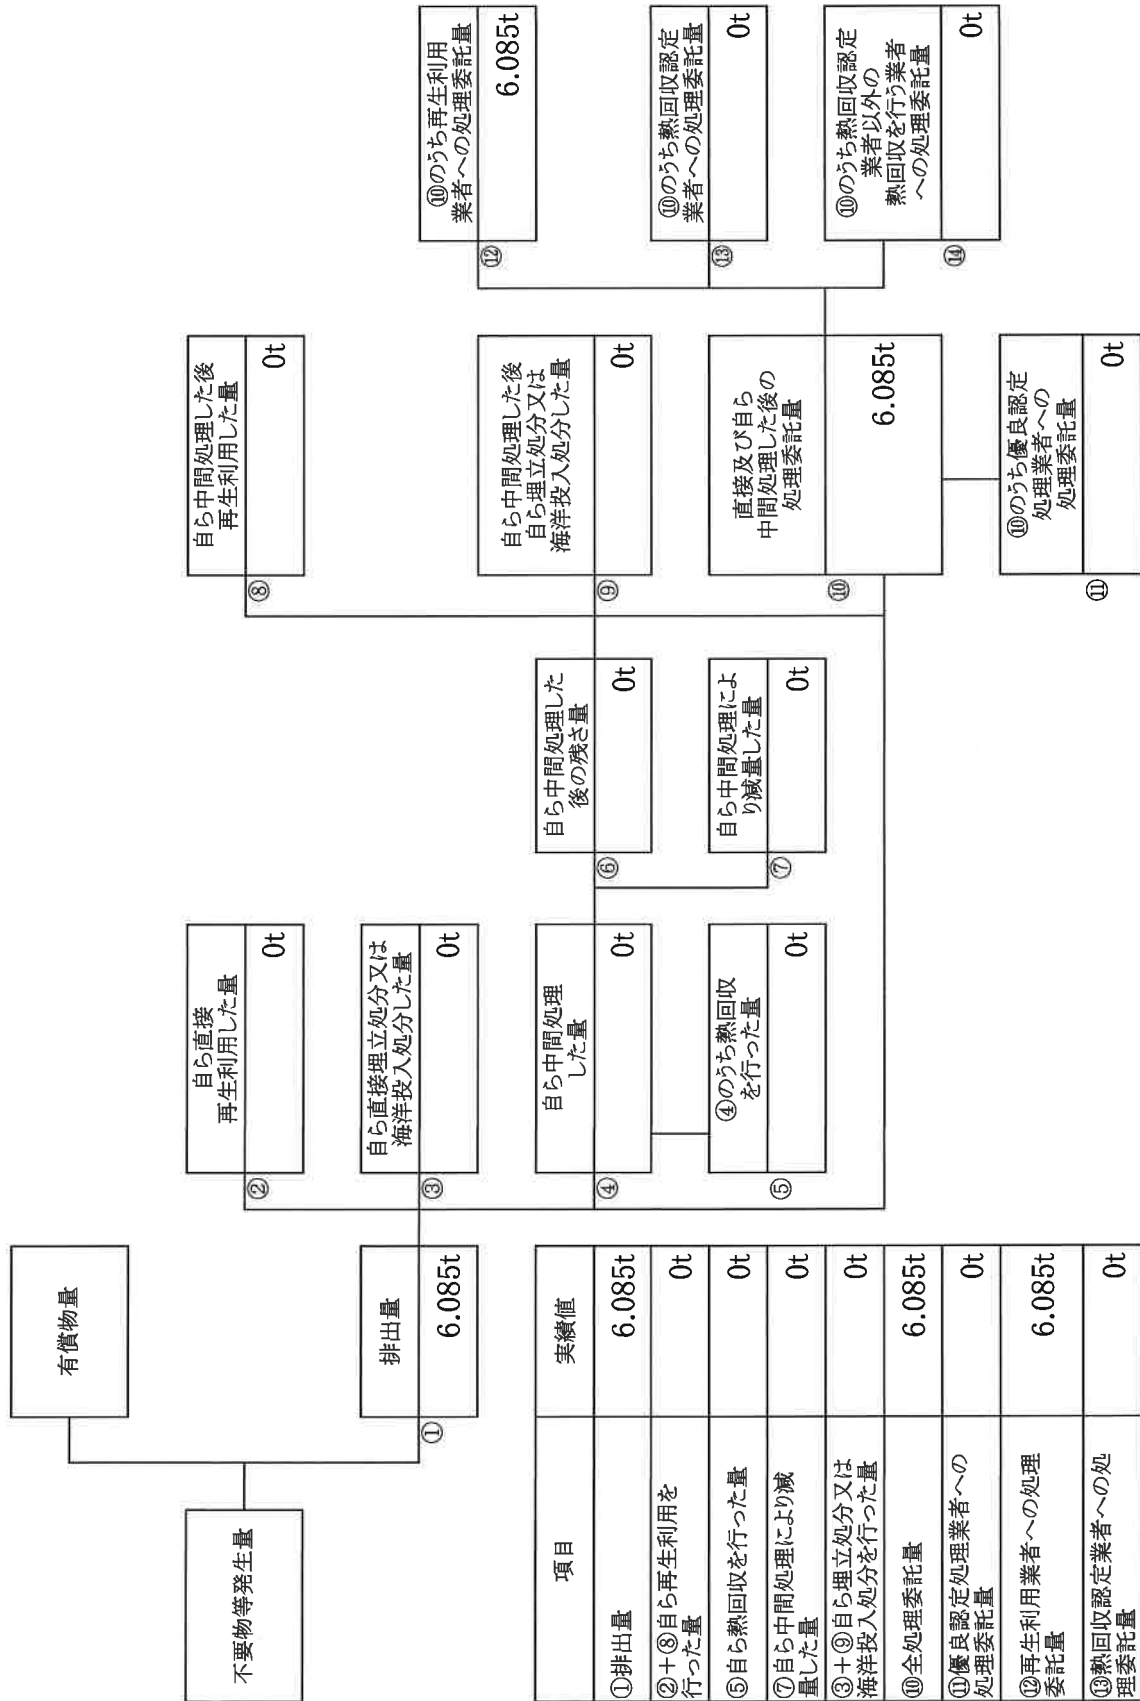 不要物等発生量
有償物量
①
排出量
6.085t
②
自ら直接
再生利用した量
0t
③
自ら直接埋立処分又は
海洋投入処分した量
0t
④
自ら中間処理
した量
0t
⑤
④のうち熱回収
を行った量
0t
⑥
自ら中間処理した
後の残さ量
0t
⑦
自ら中間処理によ
り減量した量
0t
⑧
自ら中間処理した後
再生利用した量
0t
⑨
自ら中間処理した後
自ら埋立処分又は
海洋投入処分した量
0t
⑩
直接及び自ら
中間処理した後の
処理委託量
6.085t
⑪
⑩のうち優良認定
処理業者への
処理委託量
0t
⑫
⑩のうち再生利用
業者への処理委託量
6.085t
⑬
⑩のうち熱回収認定
業者への処理委託量
0t
⑭
⑩のうち熱回収認定
業者以外の
熱回収を行う業者
への処理委託量
0t
項目
実績値
①排出量
6.085t
②＋⑧自ら再生利用を
行った量
0t
⑤自ら熱回収を行った量
0t
⑦自ら中間処理により減
量した量
0t
③＋⑨自ら埋立処分又は
海洋投入処分を行った量
0t
⑩全処理委託量
6.085t
⑪優良認定処理業者への
処理委託量
0t
⑫再生利用業者への処理
委託量
6.085t
⑬熱回収認定業者への処
理委託量
0t